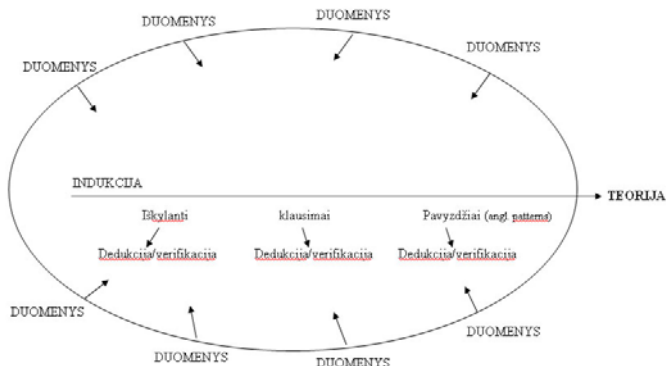 DUOMENYS
DUOMENYS
DUOMENYS
DUOMENYS
INDUKCIJA
TEORIJA
Iškylanti klausimai Pavyzdžiai (angl. patterns)
Dedukcija/verifikacija Dedukcija/verifikacija Dedukcija/verifikacija
DUOMENYS
DUOMENYS
DUOMENYS
DUOMENYS